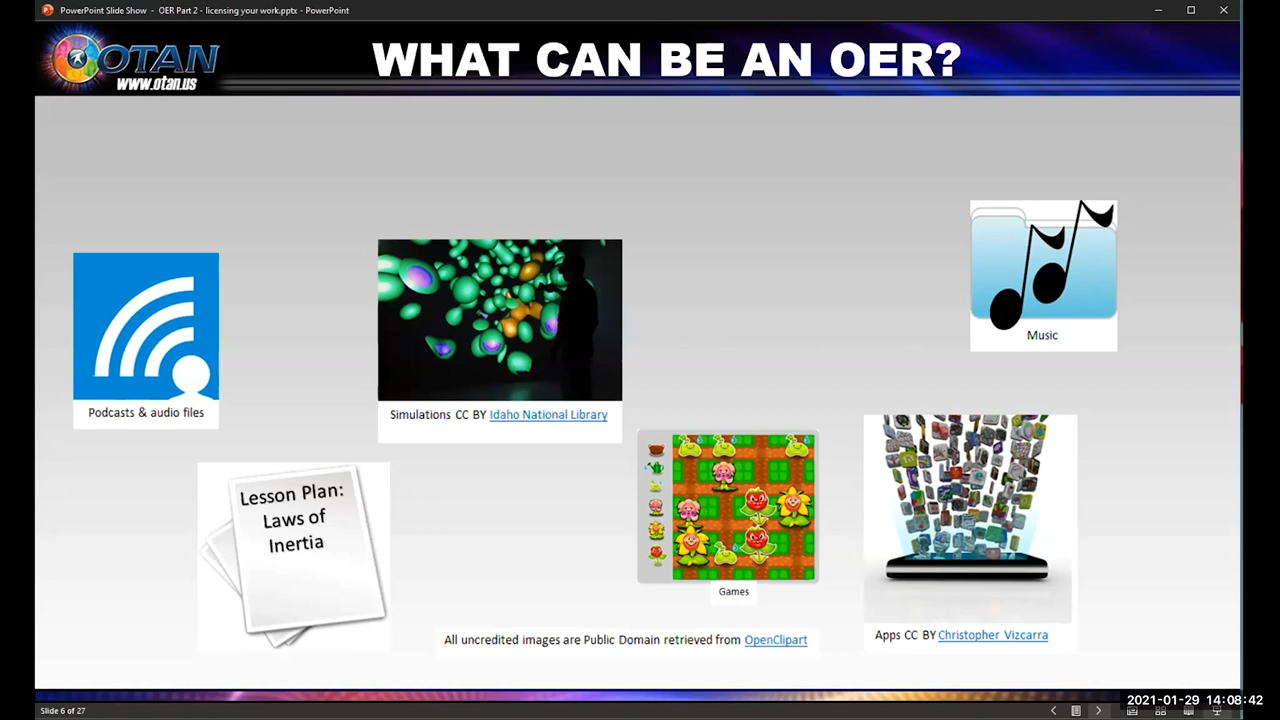 PowerPoint Slide Show - OER Part 2 - licensing your work.pptx - PowerPoint
OTAN
www.otan.us
WHAT CAN BE AN OER?
Music
Podcasts & audio files
Simulations CC BY Idaho National Library
Lesson Plan:
Laws of
Inertia
Games
All uncredited images are Public Domain retrieved from OpenClipart
Apps CC BY Christopher Vizcarra
Slide 6 of 27
2021-01-29 14:08:42